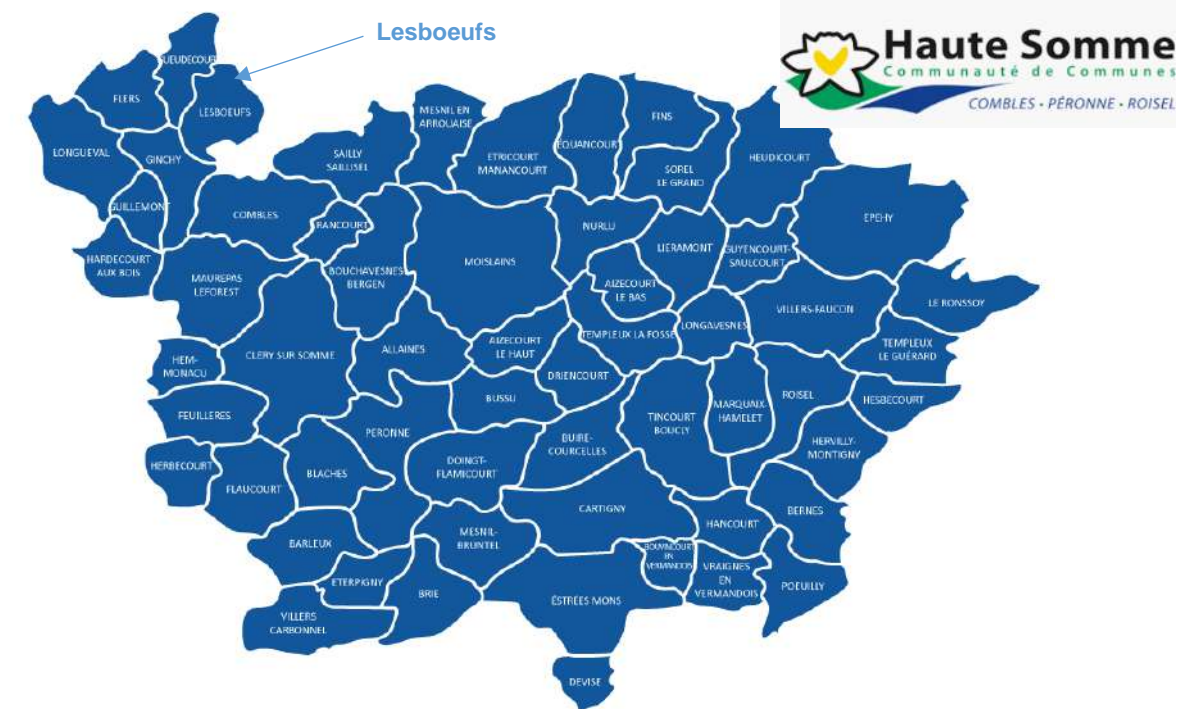 Lesboeufs
Haute Somme
Communauté de Communes
COMBLES - PÉRONNE - ROISEL
UEUDECOURT
FLERS
LESBOEUFS
LONGUEVAL
GINCHY
GUILLEMONT
HARDECOURT
AUX BOIS
SAILLY
SAILLISEL
MESNIL EN
ARROUAISE
ETRICOURT
MANANCOURT
ÉQUANCOURT
FINS
SOREL
LE GRAND
HEUDICOURT
EPEHY
COMBLES
RANCOURT
BOUCHAVESNES
BERGEN
MAUREPAS
LEFOREST
MOISLAINS
NURLU
LIERAMONT
GUYENCOURT-
SAULCOURT
AIZECOURT
LE BAS
VILLERS-FAUCON
LE RONSSOY
TEMPLEUX
LE GUÉRARD
HEM-
MONACU
CLERY SUR SOMME
ALLAINES
AIZECOURT
LE HAUT
TEMPLEUX LA FOSSE
LONGAVESNES
DRIENCOURT
BUSSU
FEUILLERES
PERONNE
TINCOURT
BOUCLY
MARQUAIX-
HAMELET
ROISEL
HESBECOURT
HERVILLY-
MONTIGNY
HERBECOURT
FLAUCOURT
BLACHES
DOINGT-
FLAMICOURT
BUIRE-
COURCELLES
CARTIGNY
HANCOURT
BERNES
BARLEUX
MESNIL-
BRUNTEL
BOUVINCOURT
EN
VERMANDOIS
VRAIGNES
EN
VERMANDOIS
POEUILLY
ETERPIGNY
BRIE
ÉSTRÉES MONS
VILLERS
CARBONNEL
DEVISE